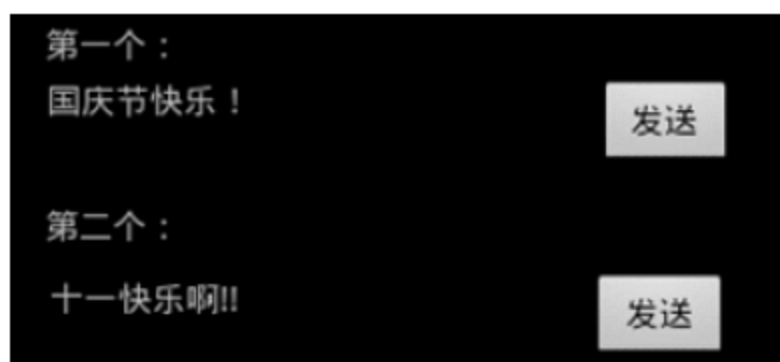 第一个：
国庆节快乐！
发送
第二个：
十一快乐啊!!
发送